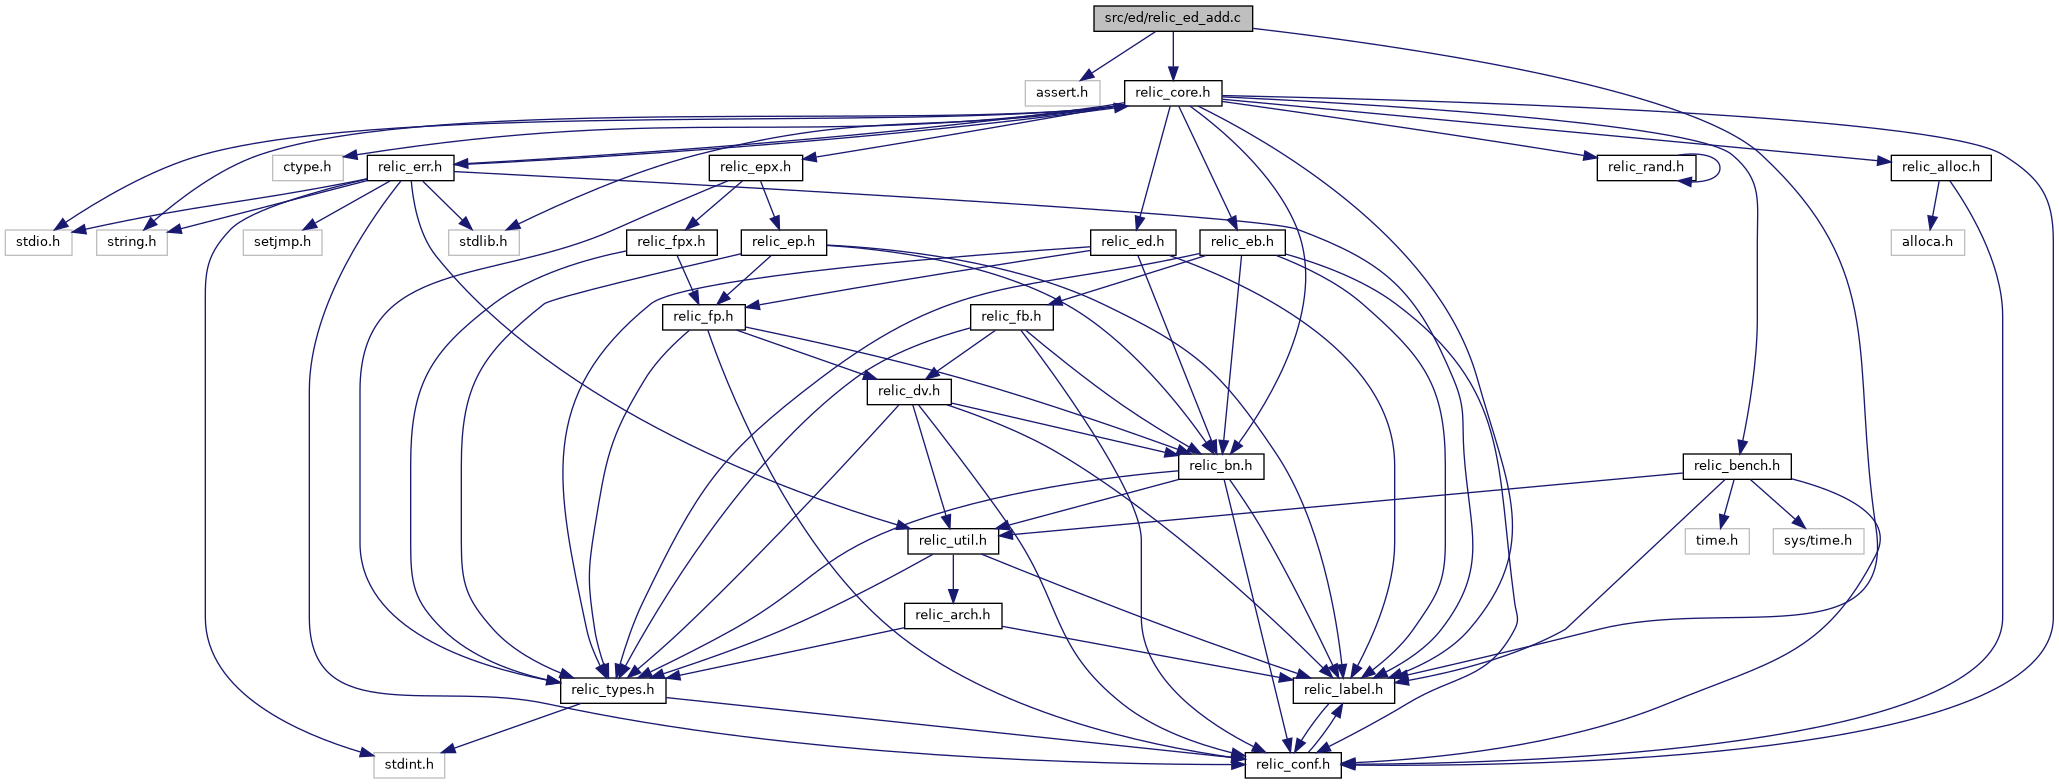 src/ed/relic_ed_add.c
assert.h
relic_core.h
ctype.h
relic_err.h
relic_epx.h
relic_rand.h
relic_alloc.h
stdio.h
string.h
setjmp.h
stdlib.h
relic_fpx.h
relic_ep.h
relic_ed.h
relic_eb.h
alloca.h
relic_fp.h
relic_fb.h
relic_dv.h
relic_bn.h
relic_bench.h
relic_util.h
time.h
sys/time.h
relic_arch.h
relic_types.h
relic_label.h
stdint.h
relic_conf.h